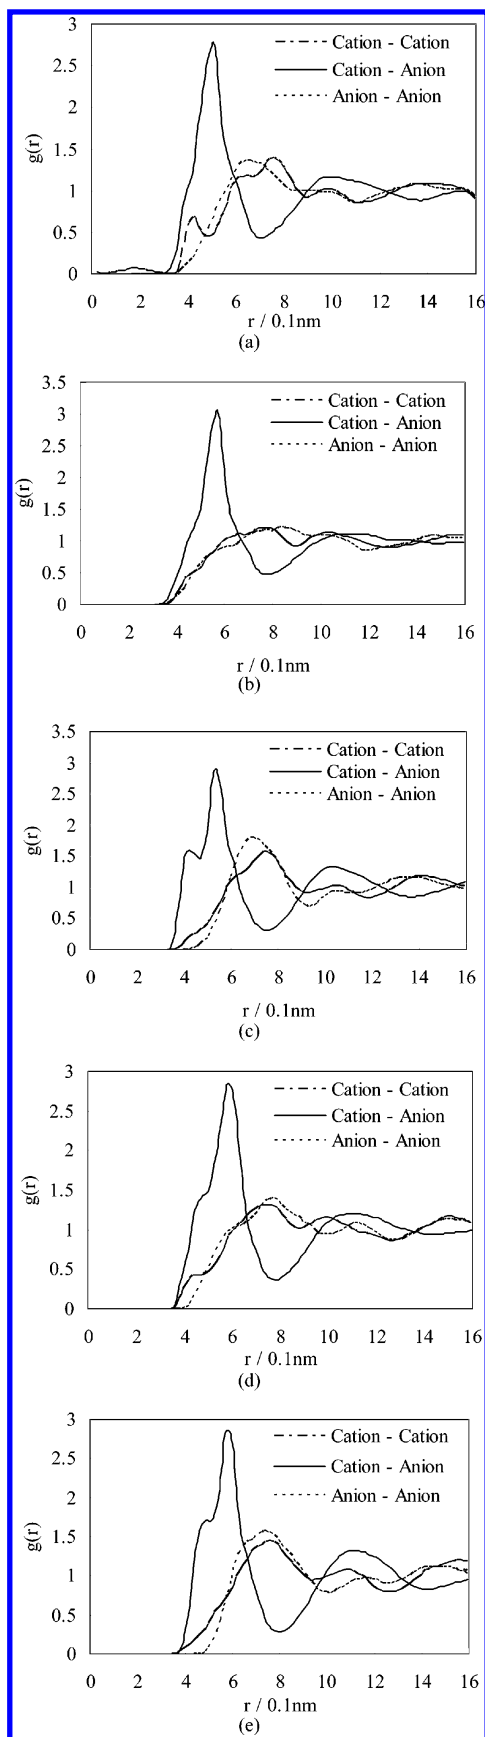 3
Cation - Cation
2.5
Cation - Anion
2
Anion - Anion
g(r)
1.5
1
0.5
0
0 2 4 6 8 10 12 14 16
r / 0.1nm
(a)
3.5
Cation - Cation
3
Cation - Anion
2.5
Anion - Anion
g(r)
2
1.5
1
0.5
0
0 2 4 6 8 10 12 14 16
r / 0.1nm
(b)
3.5
Cation - Cation
3
Cation - Anion
2.5
Anion - Anion
g(r)
2
1.5
1
0.5
0
0 2 4 6 8 10 12 14 16
r / 0.1nm
(c)
3
Cation - Cation
2.5
Cation - Anion
2
Anion - Anion
g(r)
1.5
1
0.5
0
0 2 4 6 8 10 12 14 16
r / 0.1nm
(d)
3
Cation - Cation
2.5
Cation - Anion
2
Anion - Anion
g(r)
1.5
1
0.5
0
0 2 4 6 8 10 12 14 16
r / 0.1nm
(e)